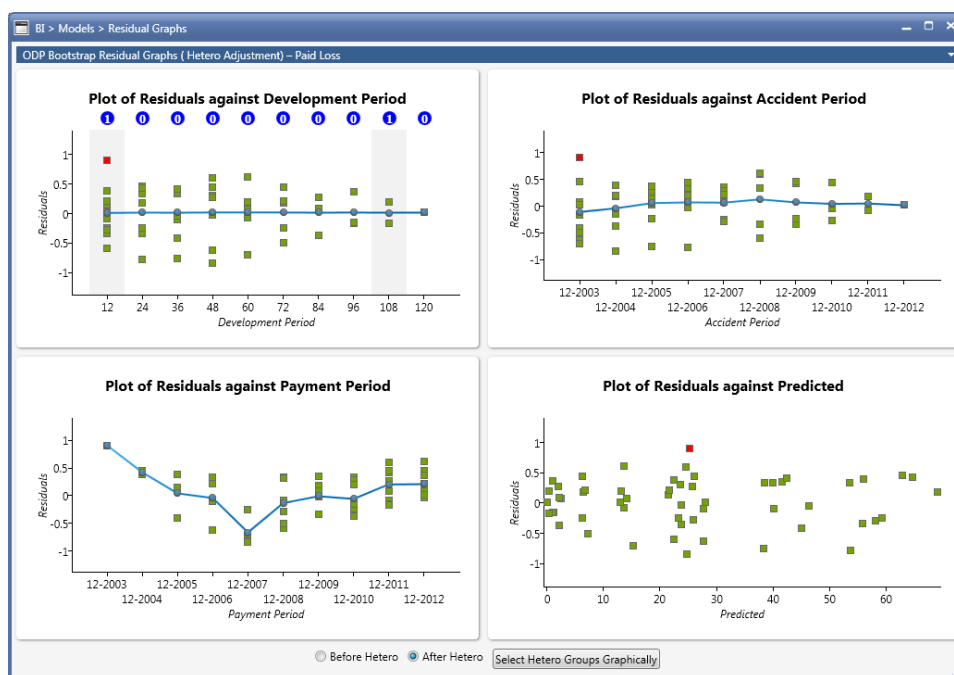 BI > Models > Residual Graphs
ODP Bootstrap Residual Graphs ( Hetero Adjustment) – Paid Loss
Plot of Residuals against Development Period
1 0 0 0 0 0 0 0 1 0
Residuals
1
0.5
0
-0.5
-1
12 24 36 48 60 72 84 96 108 120
Development Period
Plot of Residuals against Accident Period
Residuals
1
0.5
0
-0.5
-1
12-2003 12-2005 12-2007 12-2009 12-2011
12-2004 12-2006 12-2008 12-2010 12-2012
Accident Period
Plot of Residuals against Payment Period
Residuals
1
0.5
0
-0.5
-1
12-2003 12-2005 12-2007 12-2009 12-2011
12-2004 12-2006 12-2008 12-2010 12-2012
Payment Period
Plot of Residuals against Predicted
Residuals
1
0.5
0
-0.5
-1
0 10 20 30 40 50 60
Predicted
Before Hetero After Hetero Select Hetero Groups Graphically